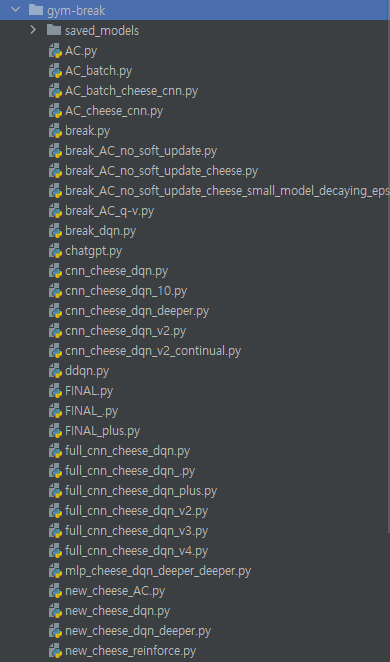 gym-break
saved_models
AC.py
AC_batch.py
AC_batch_cheese_cnn.py
AC_cheese_cnn.py
break.py
break_AC_no_soft_update.py
break_AC_no_soft_update_cheese.py
break_AC_no_soft_update_cheese_small_model_decaying_eps
break_AC_q-v.py
break_dqn.py
chatgpt.py
cnn_cheese_dqn.py
cnn_cheese_dqn_10.py
cnn_cheese_dqn_deeper.py
cnn_cheese_dqn_v2.py
cnn_cheese_dqn_v2_continual.py
ddqn.py
FINAL.py
FINAL_.py
FINAL_plus.py
full_cnn_cheese_dqn.py
full_cnn_cheese_dqn_.py
full_cnn_cheese_dqn_plus.py
full_cnn_cheese_dqn_v2.py
full_cnn_cheese_dqn_v3.py
full_cnn_cheese_dqn_v4.py
mlp_cheese_dqn_deeper_deeper.py
new_cheese_AC.py
new_cheese_dqn.py
new_cheese_dqn_deeper.py
new_cheese_reinforce.py